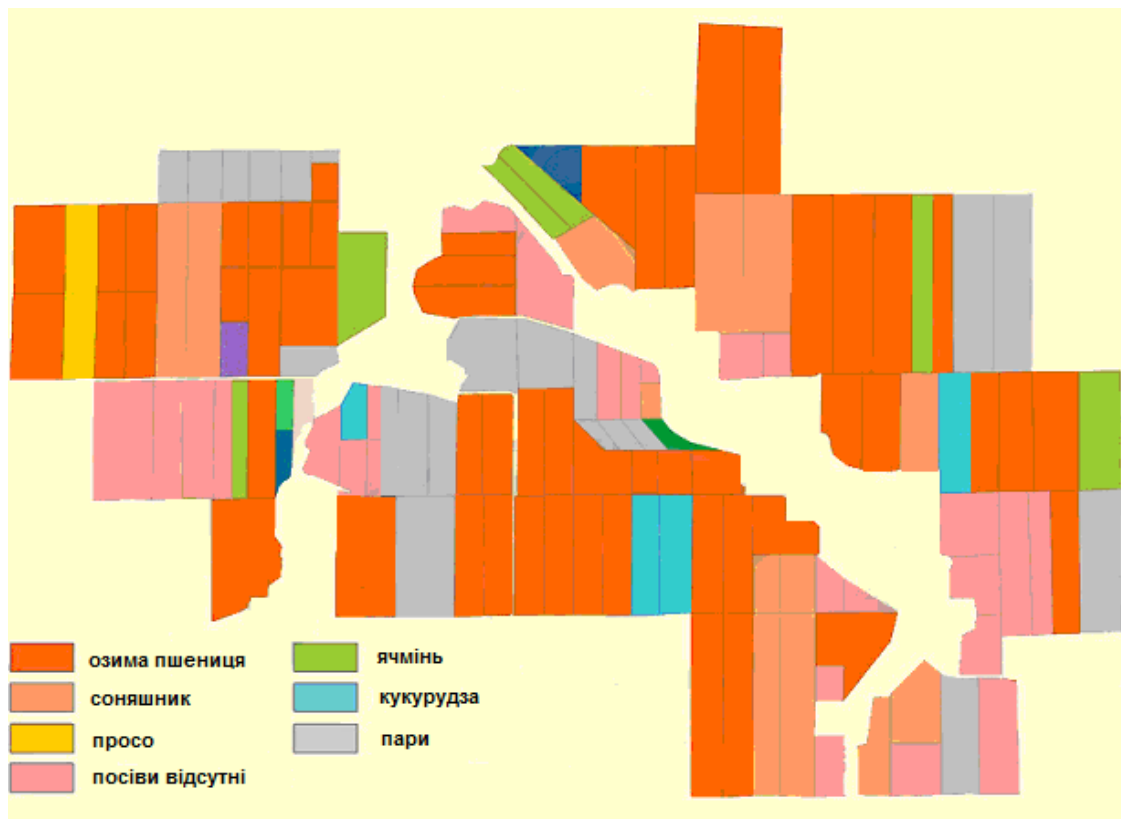 озима пшениця
соняшник
просо
посіви відсутні
ячмінь
кукурудза
пари